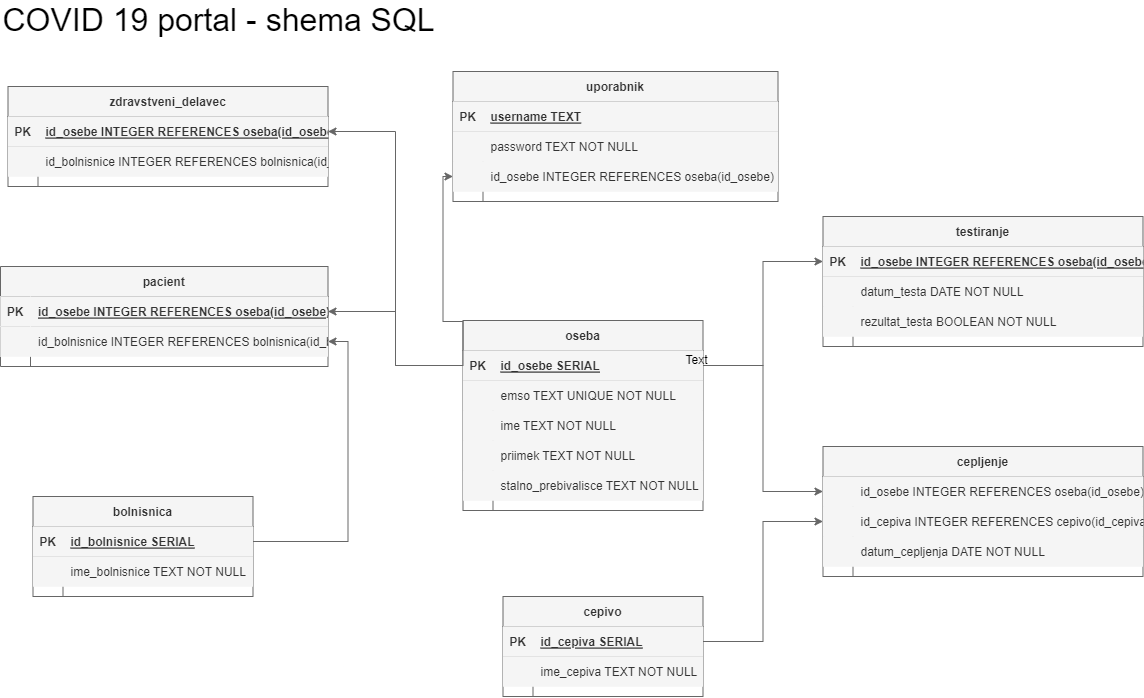 COVID 19 portal - shema SQL
zdravstveni_delavec
PK id_osebe INTEGER REFERENCES oseba(id_oseb
id_bolnisnice INTEGER REFERENCES bolnisnica(id_
uporabnik
PK username TEXT
password TEXT NOT NULL
id_osebe INTEGER REFERENCES oseba(id_osebe)
testiranje
PK id_osebe INTEGER REFERENCES oseba(id_oseb
datum_testa DATE NOT NULL
rezultat_testa BOOLEAN NOT NULL
pacient
PK id_osebe INTEGER REFERENCES oseba(id_osebe)
id_bolnisnice INTEGER REFERENCES bolnisnica(id_
oseba
Text
PK id_osebe SERIAL
emso TEXT UNIQUE NOT NULL
ime TEXT NOT NULL
priimek TEXT NOT NULL
stalno_prebivalisce TEXT NOT NULL
cepljenje
id_osebe INTEGER REFERENCES oseba(id_osebe)
id_cepiva INTEGER REFERENCES cepivo(id_cepiva
datum_cepljenja DATE NOT NULL
bolnisnica
PK id_bolnisnice SERIAL
ime_bolnisnice TEXT NOT NULL
cepivo
PK id_cepiva SERIAL
ime_cepiva TEXT NOT NULL